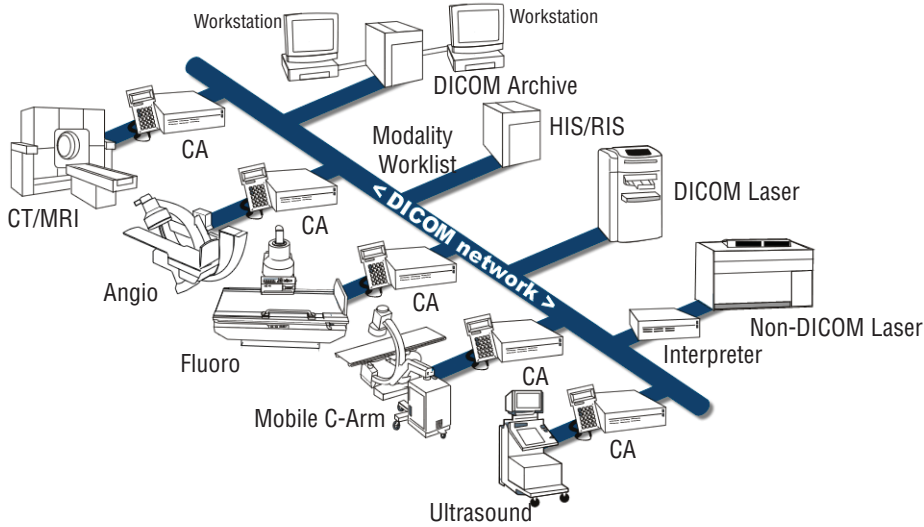 Workstation
Workstation
DICOM Archive
CA
HIS/RIS
Modality
Worklist
CT/MRI
CA
DICOM Laser
< DICOM network >
Angio
CA
Non-DICOM Laser
Interpreter
Fluoro
CA
Mobile C-Arm
CA
Ultrasound